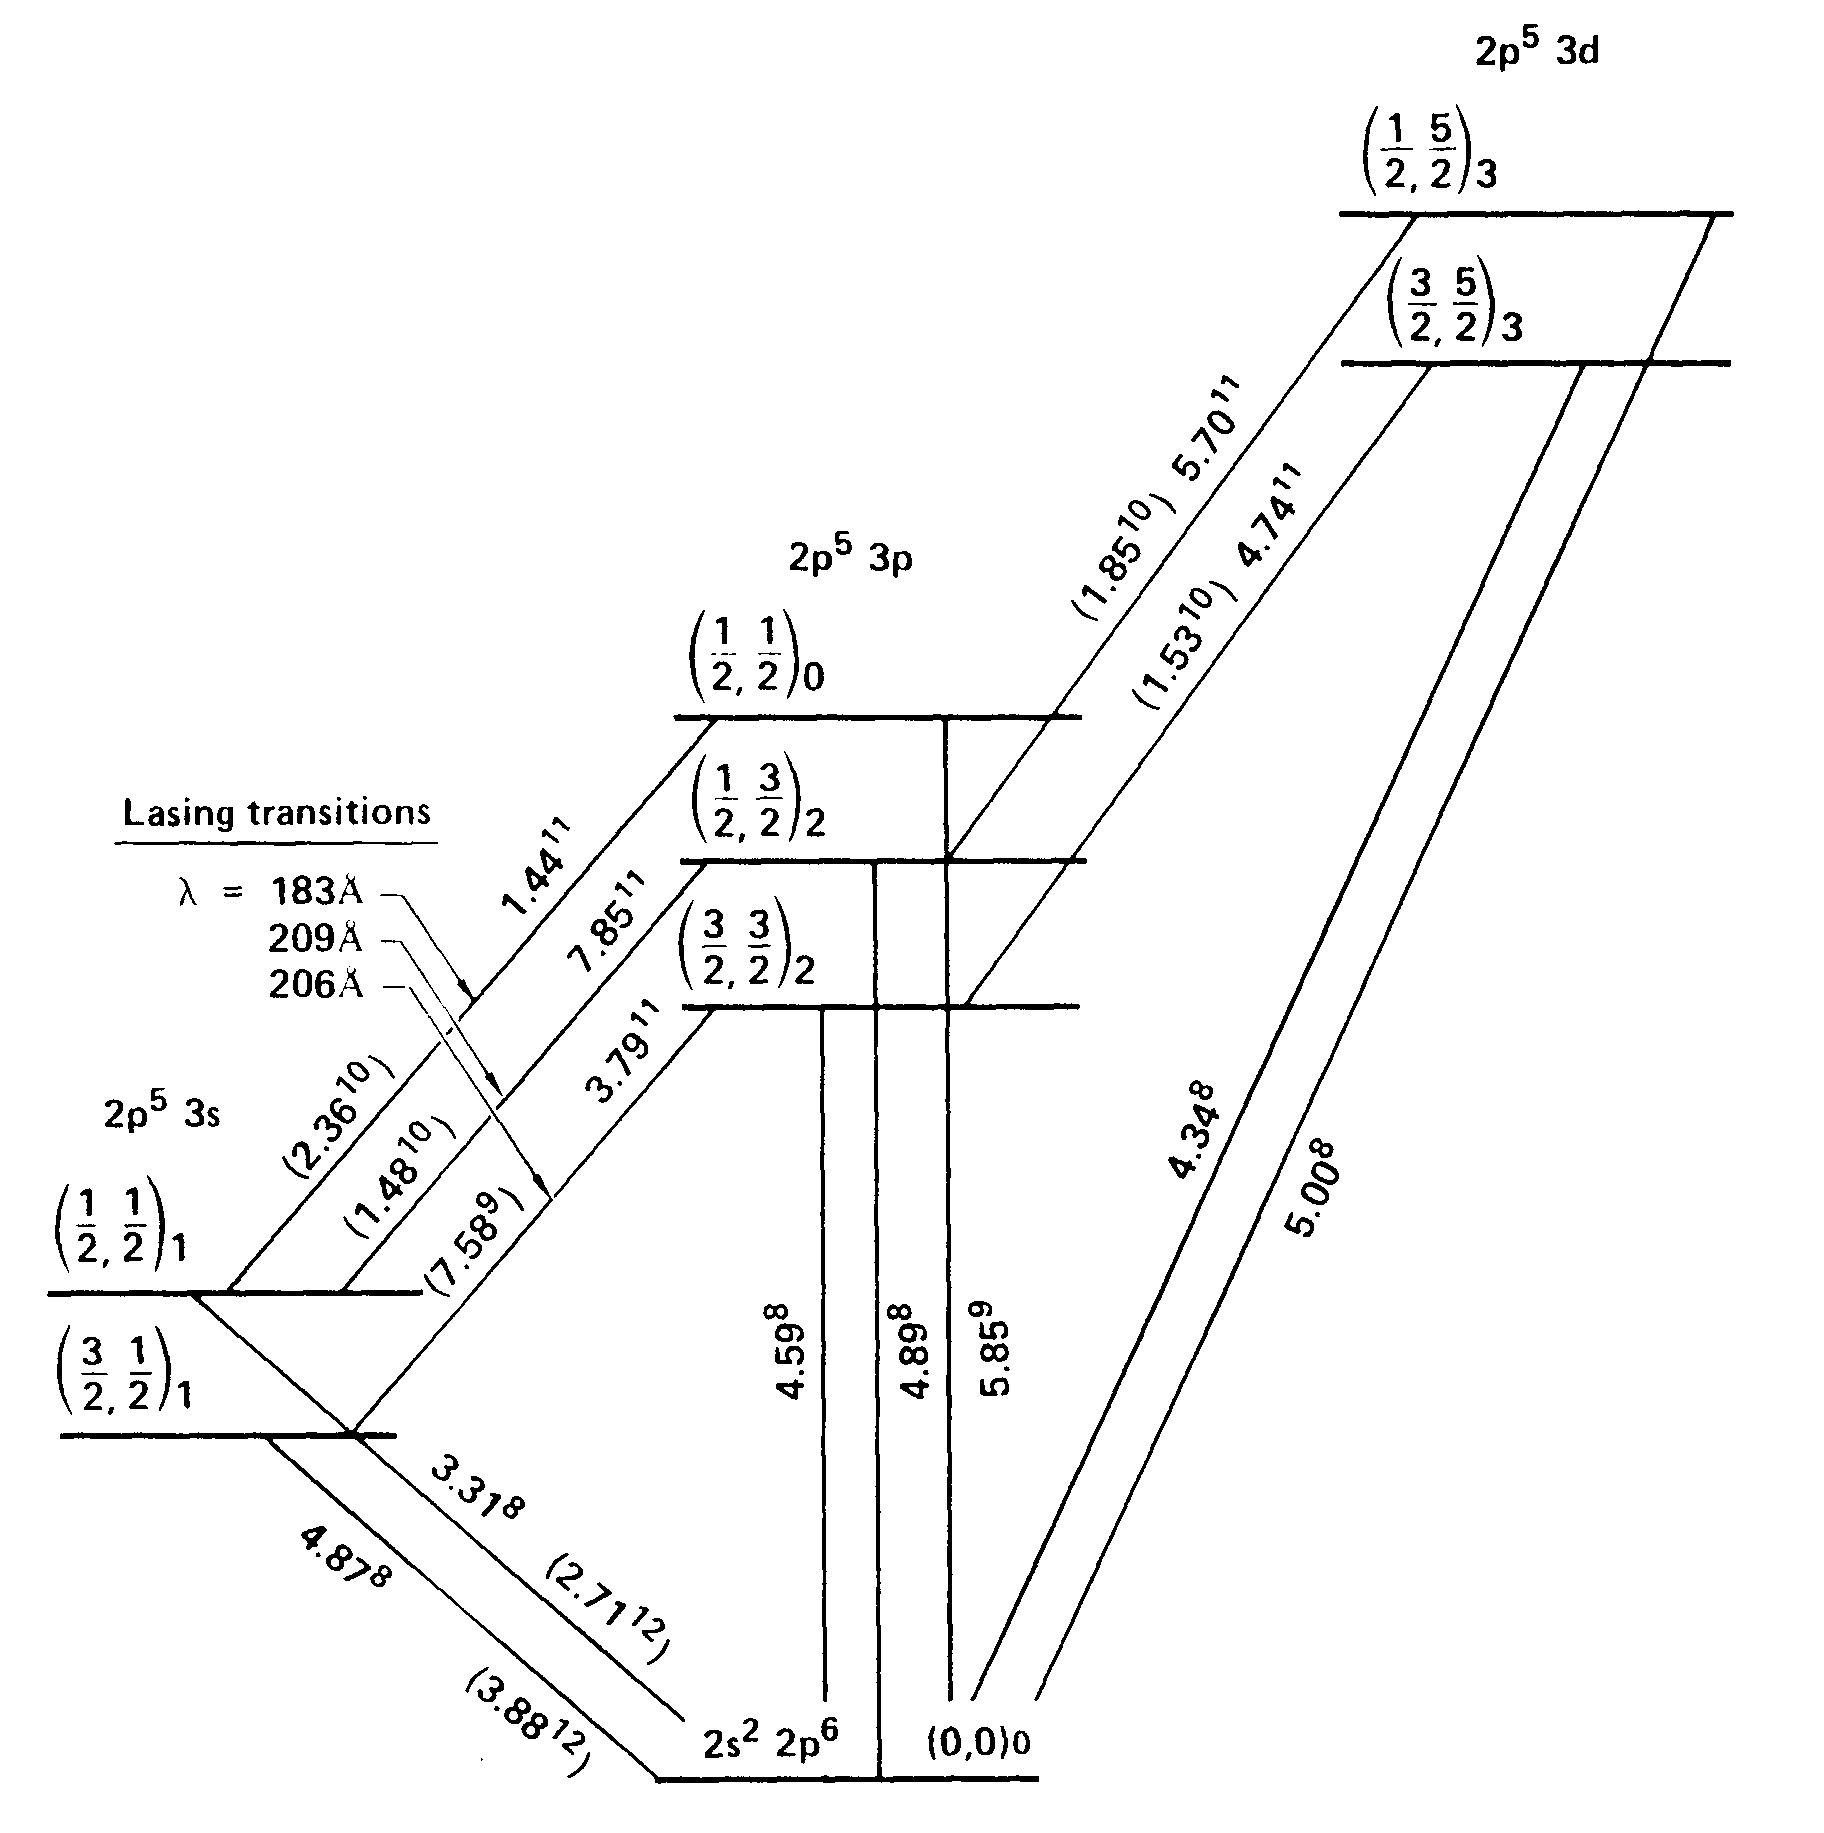 2p⁵ 3d
(1/2, 5/2)₃
(3/2, 5/2)₃
(1.85¹⁰) 5.70¹¹
(1.53¹⁰) 4.74¹¹
2p⁵ 3p
(1/2, 1/2)₀
(1/2, 3/2)₂
(3/2, 3/2)₂
Lasing transitions
λ = 183Å
209Å
206Å
(2.36¹⁰) 1.44¹¹
(1.48¹⁰) 7.85¹¹
(7.58⁹) 3.79¹¹
2p⁵ 3s
(1/2, 1/2)₁
(3/2, 1/2)₁
3.31⁸ (2.71¹²)
4.87⁸ (3.88¹²)
4.59⁸
4.89⁸
5.85⁹
4.34⁸
5.00⁸
2s² 2p⁶ (0,0)₀